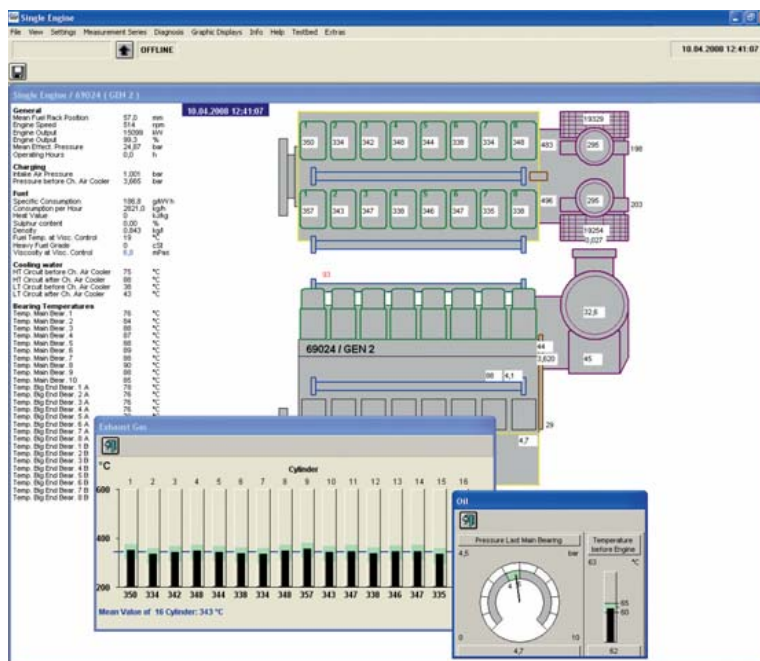 Single Engine
File View Settings Measurement Series Diagnosis Graphic Displays Info Help Testbed Extras
OFFLINE
10.04.2008 12:41:07
Single Engine / 69024 ( GEN 2 )
10.04.2008 12:41:07
General
Mean Fuel Rack Position 57,0 mm
Engine Speed 514 rpm
Engine Output 15099 kW
Engine Output 99,3 %
Mean Effect. Pressure 24,87 bar
Operating Hours 0,0 h
Charging
Intake Air Pressure 1,001 bar
Pressure before Ch. Air Cooler 3,665 bar
Fuel
Specific Consumption 186,8 g/kWh
Consumption per Hour 2821,0 kg/h
Heat Value 0 kJ/kg
Sulphur content 0,00 %
Density 0,843 kg/l
Fuel Temp. at Visc. Control 19 °C
Heavy Fuel Grade 0 cSt
Viscosity at Visc. Control 6,0 mPas
Cooling water
HT Circuit before Ch. Air Cooler 75 °C
HT Circuit after Ch. Air Cooler 88 °C
LT Circuit before Ch. Air Cooler 38 °C
LT Circuit after Ch. Air Cooler 43 °C
Bearing Temperatures
Temp. Main Bear. 1 76 °C
Temp. Main Bear. 2 84 °C
Temp. Main Bear. 3 88 °C
Temp. Main Bear. 4 87 °C
Temp. Main Bear. 5 88 °C
Temp. Main Bear. 6 89 °C
Temp. Main Bear. 7 88 °C
Temp. Main Bear. 8 90 °C
Temp. Main Bear. 9 88 °C
Temp. Main Bear. 10 85 °C
Temp. Big End Bear. 1 A 78 °C
Temp. Big End Bear. 2 A 76 °C
Temp. Big End Bear. 3 A 76 °C
Temp. Big End Bear. 4 A 76 °C
Temp. Big End Bear. 5 A
Temp. Big End Bear. 6 A
Temp. Big End Bear. 7 A
Temp. Big End Bear. 8 A
Temp. Big End Bear. 1 B
Temp. Big End Bear. 2 B
Temp. Big End Bear. 3 B
Temp. Big End Bear. 4 B
Temp. Big End Bear. 5 B
Temp. Big End Bear. 6 B
Temp. Big End Bear. 7 B
Temp. Big End Bear. 8 B
1 2 3 4 5 6 7 8
350 334 342 348 344 338 334 348
483
19329
295
198
1 2 3 4 5 6 7 8
357 343 347 338 346 347 335 338
496
295
203
19254
0,027
93
32,6
69024 / GEN 2
44
3,620
45
88 4,1
29
4,7
Exhaust Gas
°C
Cylinder
1 2 3 4 5 6 7 8 9 10 11 12 13 14 15 16
600
400
200
350 334 342 348 344 338 334 348 357 343 347 338 346 347 335
Mean Value of 16 Cylinder: 343 °C
Oil
Pressure Last Main Bearing
4,5 bar
4
0 10
4,7
Temperature
before Engine
63 °C
65
60
62